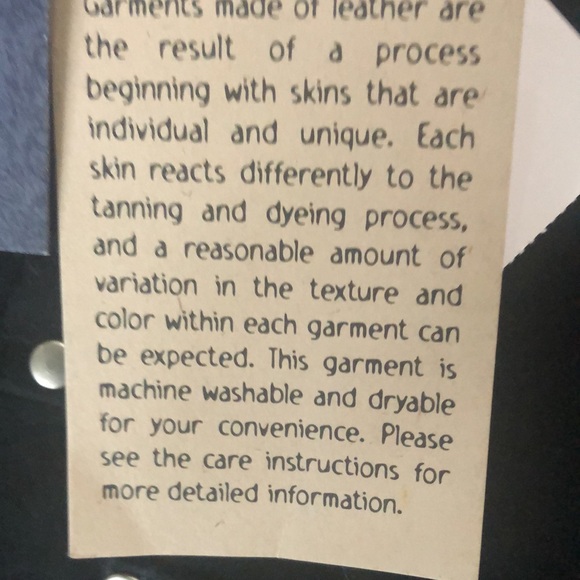 Garments made of leather are
the result of a process
beginning with skins that are
individual and unique. Each
skin reacts differently to the
tanning and dyeing process,
and a reasonable amount of
variation in the texture and
color within each garment can
be expected. This garment is
machine washable and dryable
for your convenience. Please
see the care instructions for
more detailed information.